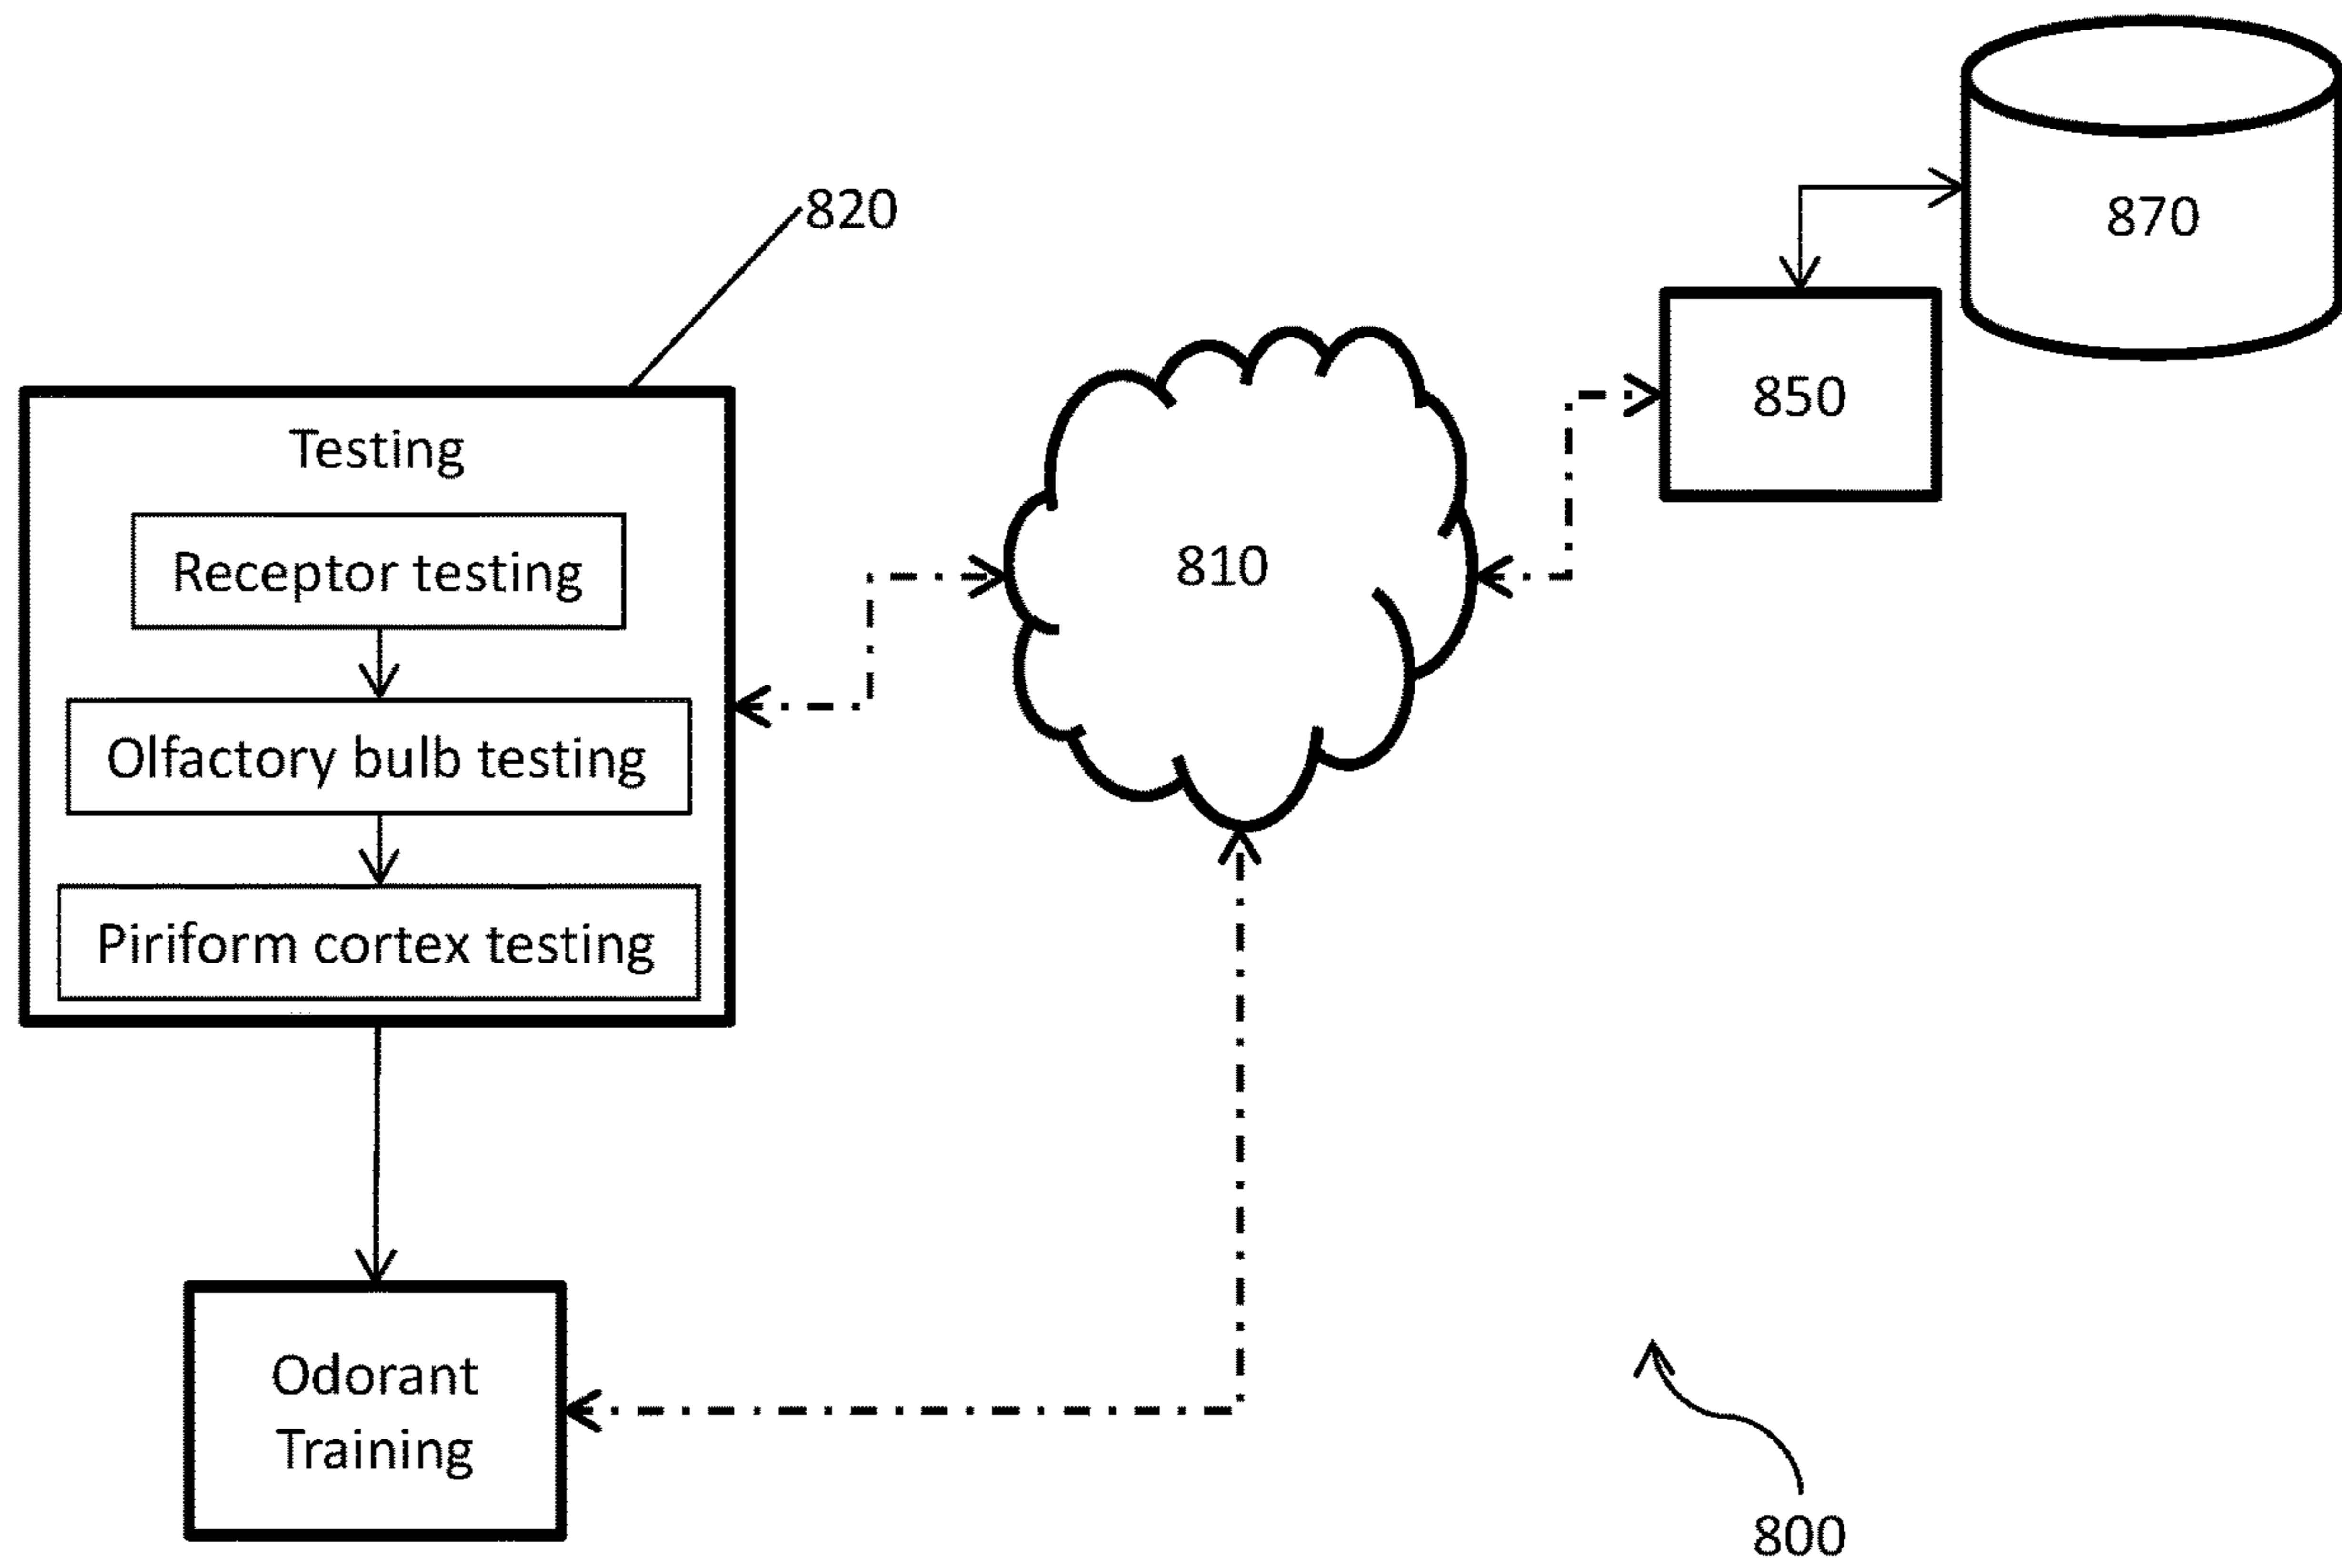 870
820
850
Testing
Receptor testing
810
Olfactory bulb testing
Piriform cortex testing
Odorant
Training
800